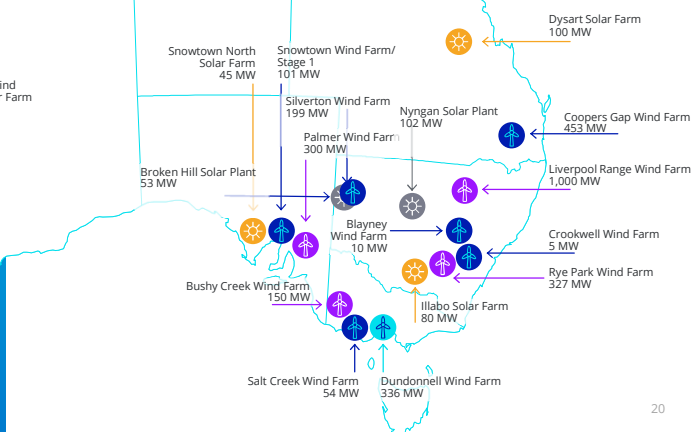 Dysart Solar Farm
100 MW
Snowtown North
Solar Farm
45 MW
Snowtown Wind Farm/
Stage 1
101 MW
ind
r Farm
Silverton Wind Farm
199 MW
Nyngan Solar Plant
102 MW
Coopers Gap Wind Farm
453 MW
Palmer Wind Farm
300 MW
Broken Hill Solar Plant
53 MW
Liverpool Range Wind Farm
1,000 MW
Blayney
Wind Farm
10 MW
Crookwell Wind Farm
5 MW
Rye Park Wind Farm
327 MW
Bushy Creek Wind Farm
150 MW
Illabo Solar Farm
80 MW
Salt Creek Wind Farm
54 MW
Dundonnell Wind Farm
336 MW
20